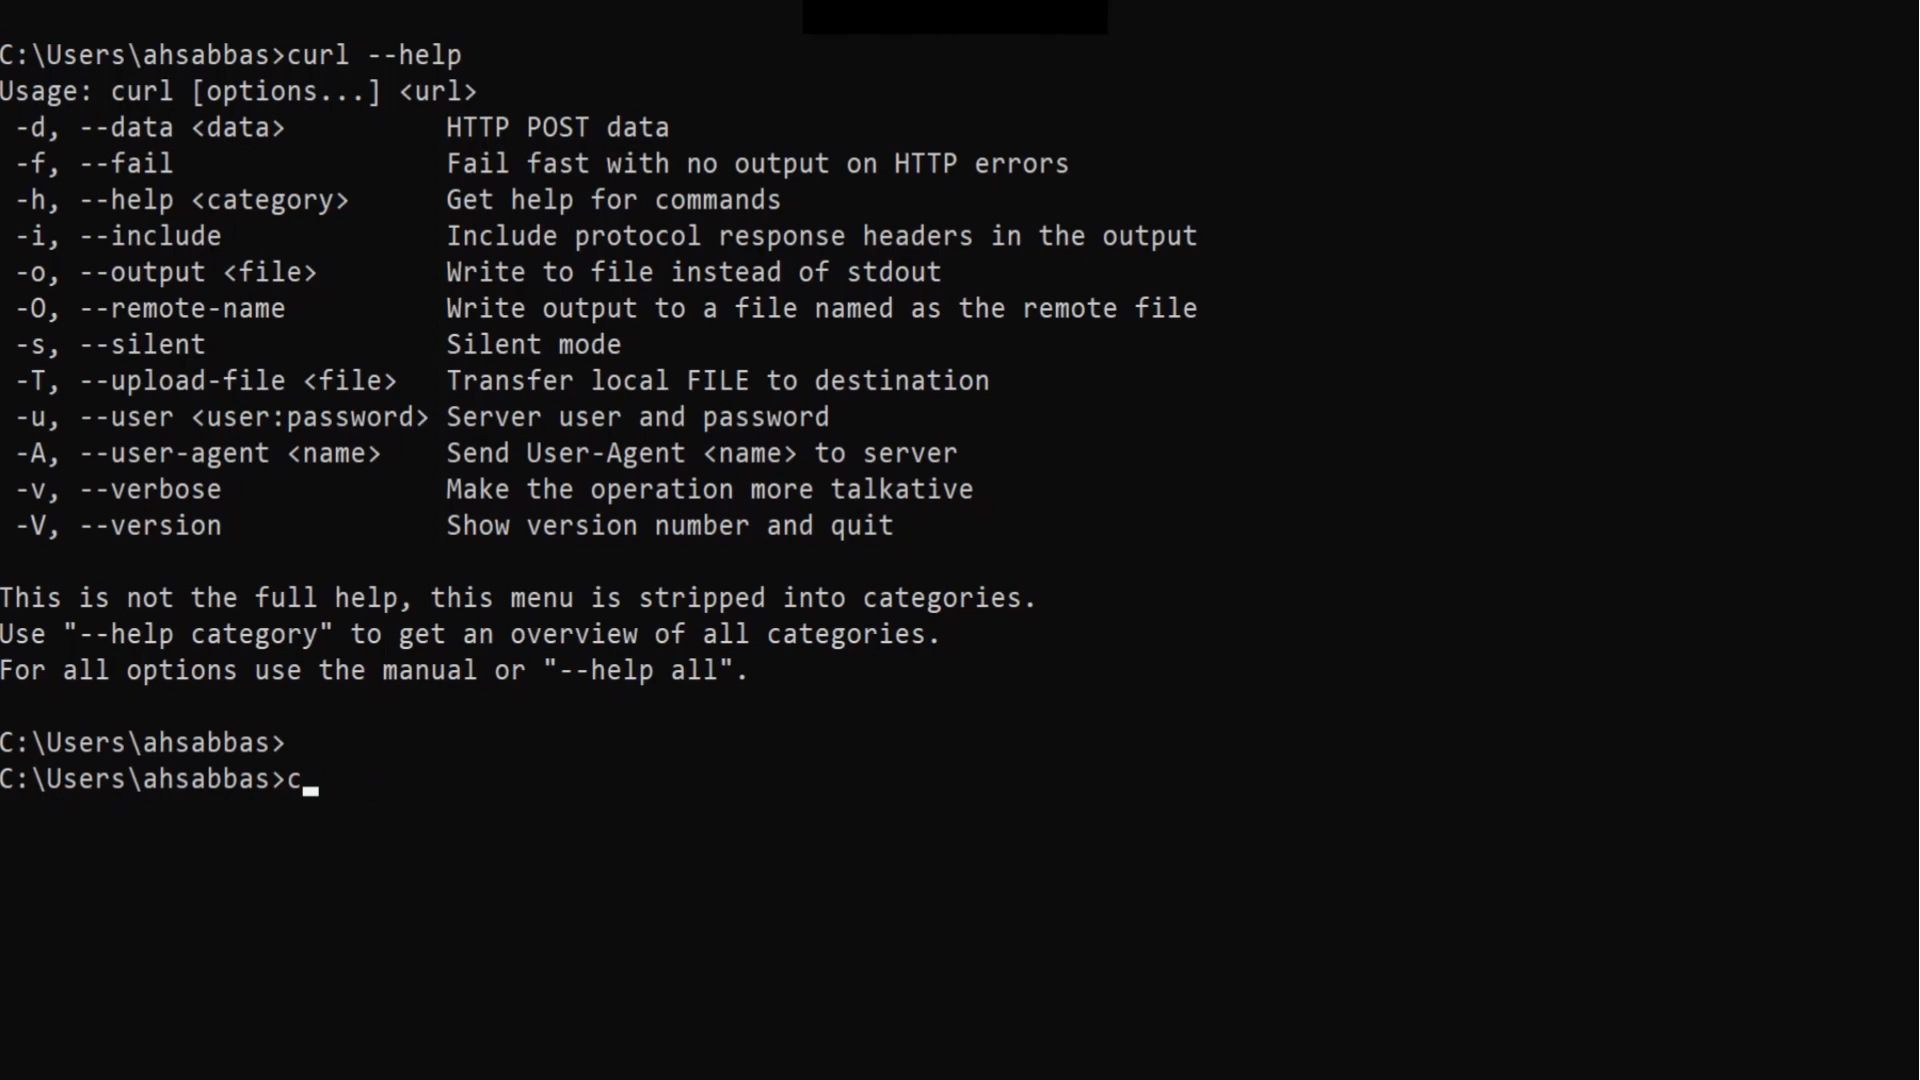 C:\Users\ahsabbas>curl --help
Usage: curl [options...] <url>
 -d, --data <data>          HTTP POST data
 -f, --fail                 Fail fast with no output on HTTP errors
 -h, --help <category>      Get help for commands
 -i, --include              Include protocol response headers in the output
 -o, --output <file>        Write to file instead of stdout
 -O, --remote-name          Write output to a file named as the remote file
 -s, --silent               Silent mode
 -T, --upload-file <file>   Transfer local FILE to destination
 -u, --user <user:password> Server user and password
 -A, --user-agent <name>    Send User-Agent <name> to server
 -v, --verbose              Make the operation more talkative
 -V, --version              Show version number and quit

This is not the full help, this menu is stripped into categories.
Use "--help category" to get an overview of all categories.
For all options use the manual or "--help all".

C:\Users\ahsabbas>
C:\Users\ahsabbas>c